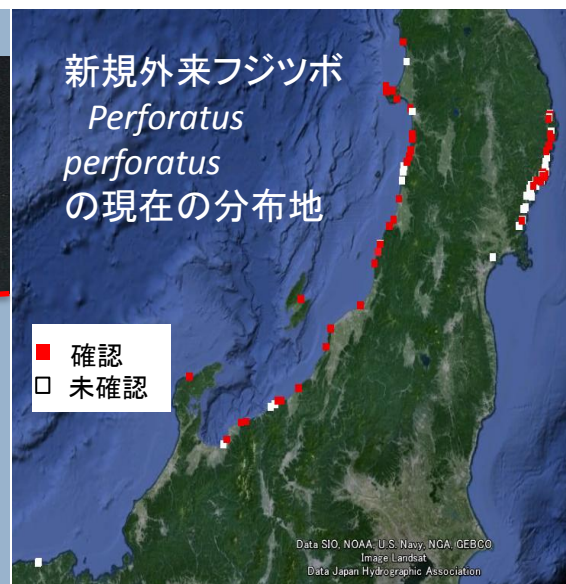 新規外来フジツボ
Perforatus
perforatus
の現在の分布地
確認
未確認
Data SIO, NOAA, U.S. Navy, NGA, GEBCO
Image Landsat
Data Japan Hydrographic Association